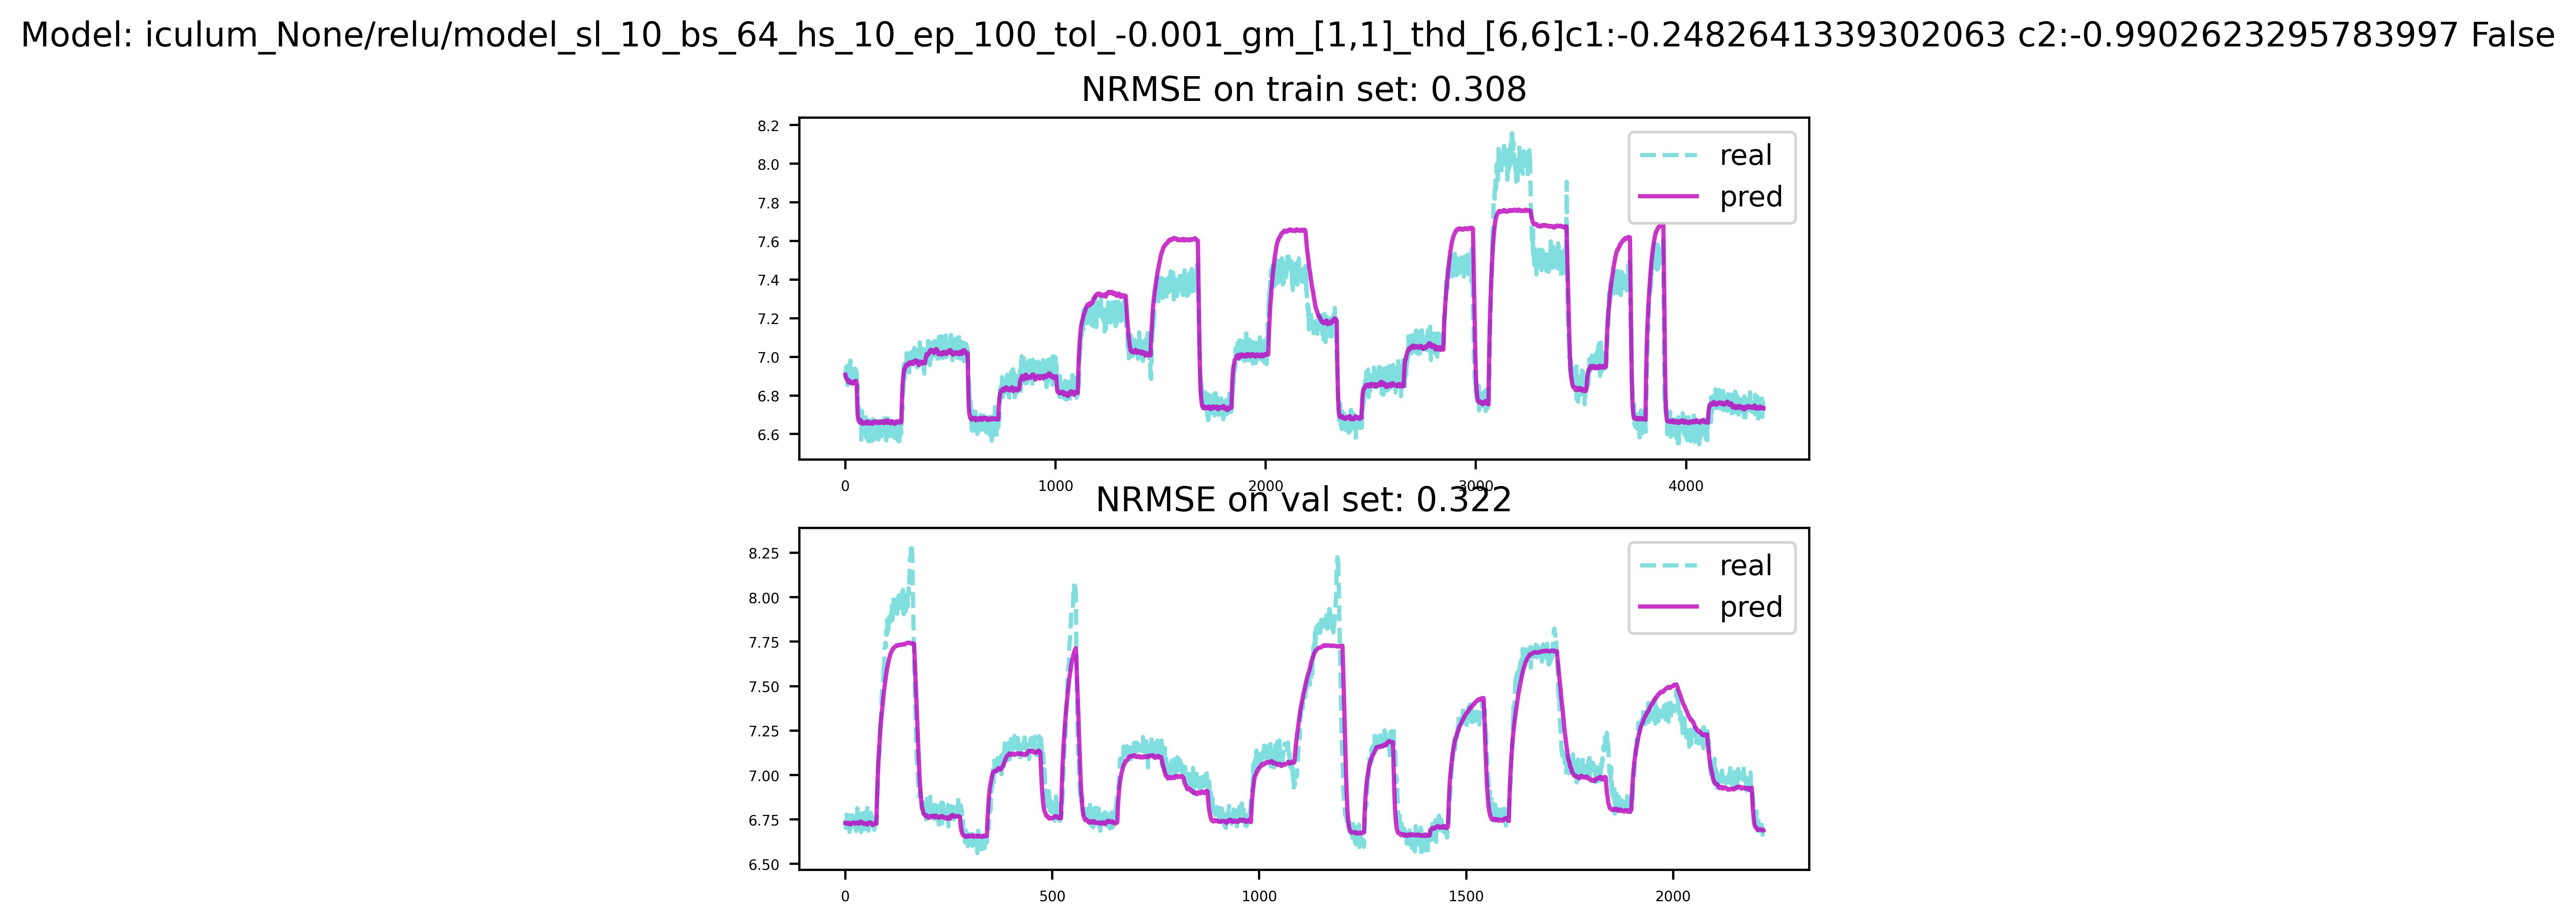 Model: iculum_None/relu/model_sl_10_bs_64_hs_10_ep_100_tol_-0.001_gm_[1,1]_thd_[6,6]c1:-0.2482641339302063 c2:-0.9902623295783997 False
NRMSE on train set: 0.308
8.2
8.0
7.8
7.6
7.4
7.2
7.0
6.8
6.6
real
pred
0 1000 2000 3000 4000
NRMSE on val set: 0.322
8.25
8.00
7.75
7.50
7.25
7.00
6.75
6.50
real
pred
0 500 1000 1500 2000